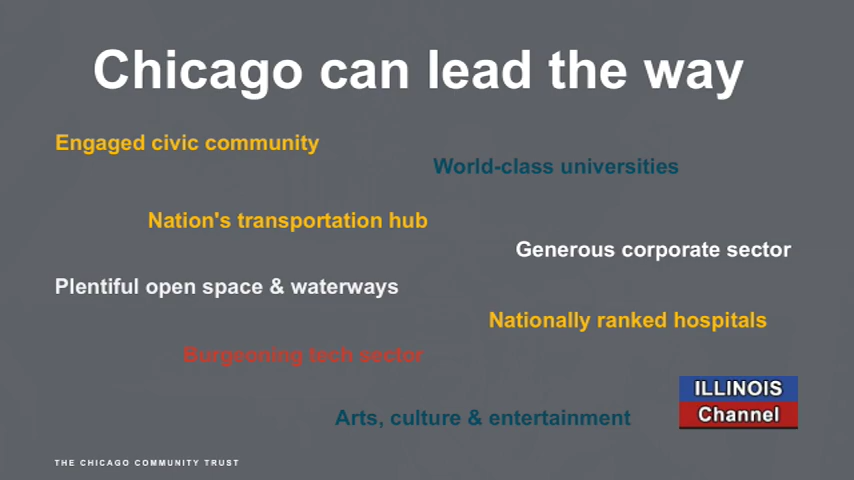 Chicago can lead the way
Engaged civic community
World-class universities
Nation's transportation hub
Generous corporate sector
Plentiful open space & waterways
Nationally ranked hospitals
Burgeoning tech sector
ILLINOIS
Channel
Arts, culture & entertainment
THE CHICAGO COMMUNITY TRUST